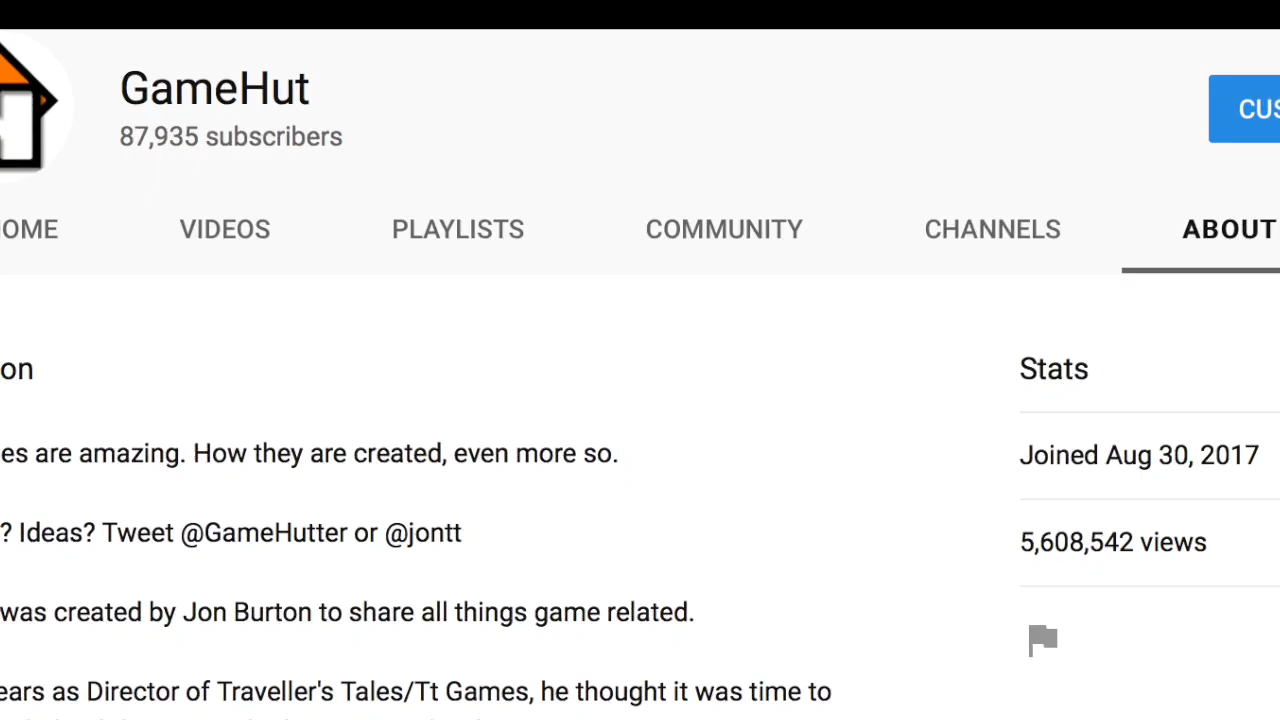 GameHut
87,935 subscribers
CUS
OME VIDEOS PLAYLISTS COMMUNITY CHANNELS ABOUT
on
Stats
es are amazing. How they are created, even more so.
Joined Aug 30, 2017
? Ideas? Tweet @GameHutter or @jontt
5,608,542 views
was created by Jon Burton to share all things game related.
ears as Director of Traveller's Tales/Tt Games, he thought it was time to